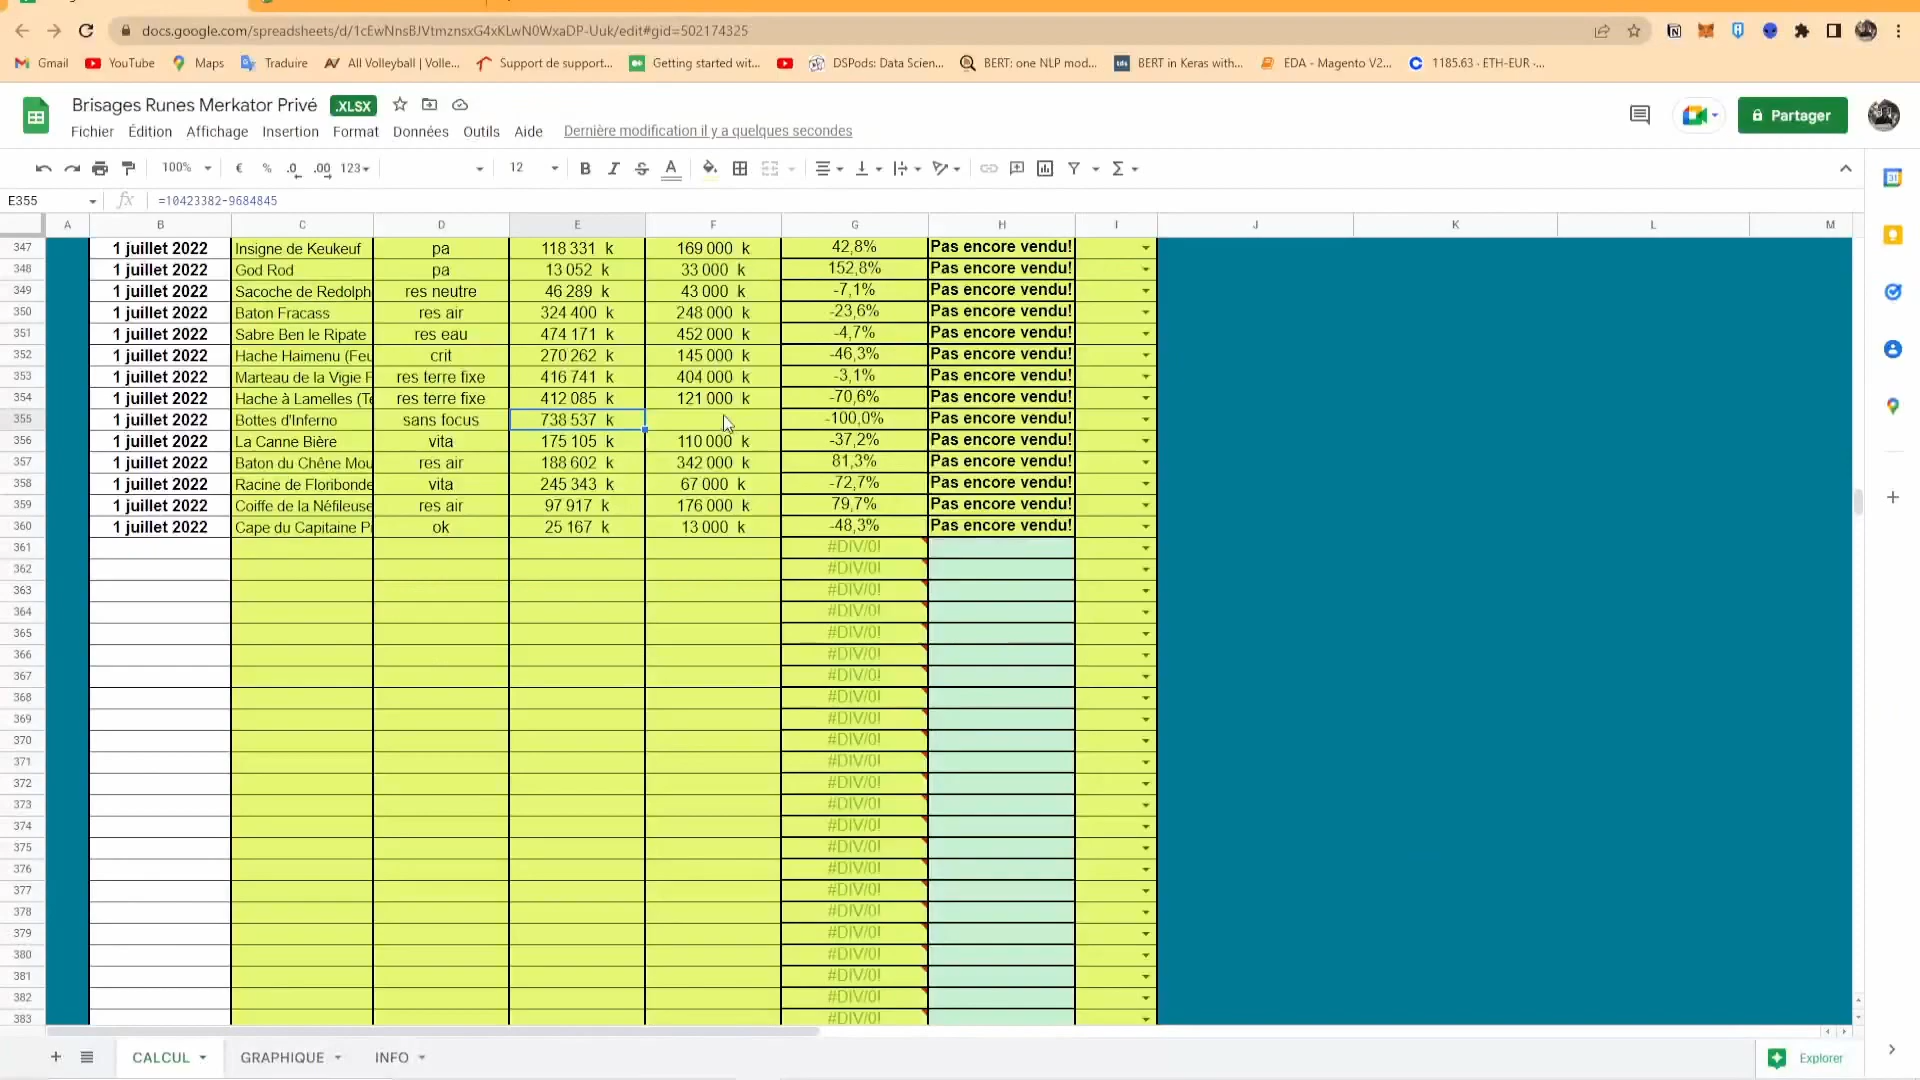 docs.google.com/spreadsheets/d/1cEwNnsBJVtmznsxG4xKLwN0WxaDP-Uuk/edit#gid=502174325
Gmail YouTube Maps Traduire All Volleyball | Volle... Support de support... Getting started wit... DSPods: Data Scien... BERT: one NLP mod... BERT in Keras with... EDA - Magento V2... 1185.63 - ETH-EUR -...
Brisages Runes Merkator Privé .XLSX
Partager
Fichier Édition Affichage Insertion Format Données Outils Aide Dernière modification il y a quelques secondes
100% € % .0 .00 123 12 B I S A Σ
E355 fx =10423382-9684845
A B C D E F G H I J K L M
347 1 juillet 2022 Insigne de Keukeuf pa 118 331 k 169 000 k 42,8% Pas encore vendu!
348 1 juillet 2022 God Rod pa 13 052 k 33 000 k 152,8% Pas encore vendu!
349 1 juillet 2022 Sacoche de Redolph res neutre 46 289 k 43 000 k -7,1% Pas encore vendu!
350 1 juillet 2022 Baton Fracass res air 324 400 k 248 000 k -23,6% Pas encore vendu!
351 1 juillet 2022 Sabre Ben le Ripate res eau 474 171 k 452 000 k -4,7% Pas encore vendu!
352 1 juillet 2022 Hache Haimenu (Feu crit 270 262 k 145 000 k -46,3% Pas encore vendu!
353 1 juillet 2022 Marteau de la Vigie P res terre fixe 416 741 k 404 000 k -3,1% Pas encore vendu!
354 1 juillet 2022 Hache à Lamelles (Te res terre fixe 412 085 k 121 000 k -70,6% Pas encore vendu!
355 1 juillet 2022 Bottes d'Inferno sans focus 738 537 k -100,0% Pas encore vendu!
356 1 juillet 2022 La Canne Bière vita 175 105 k 110 000 k -37,2% Pas encore vendu!
357 1 juillet 2022 Baton du Chêne Mou res air 188 602 k 342 000 k 81,3% Pas encore vendu!
358 1 juillet 2022 Racine de Floribonde vita 245 343 k 67 000 k -72,7% Pas encore vendu!
359 1 juillet 2022 Coiffe de la Néfileuse res air 97 917 k 176 000 k 79,7% Pas encore vendu!
360 1 juillet 2022 Cape du Capitaine P ok 25 167 k 13 000 k -48,3% Pas encore vendu!
361 #DIV/0!
362 #DIV/0!
363 #DIV/0!
364 #DIV/0!
365 #DIV/0!
366 #DIV/0!
367 #DIV/0!
368 #DIV/0!
369 #DIV/0!
370 #DIV/0!
371 #DIV/0!
372 #DIV/0!
373 #DIV/0!
374 #DIV/0!
375 #DIV/0!
376 #DIV/0!
377 #DIV/0!
378 #DIV/0!
379 #DIV/0!
380 #DIV/0!
381 #DIV/0!
382 #DIV/0!
383 #DIV/0!
CALCUL GRAPHIQUE INFO Explorer